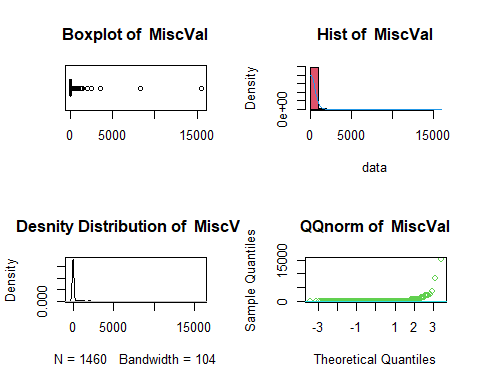 Boxplot of MiscVal
0 5000 15000
Hist of MiscVal
Density
0e+00
0 5000 15000
data
Desnity Distribution of MiscV
Density
0.000
0 5000 15000
N = 1460 Bandwidth = 104
QQnorm of MiscVal
Sample Quantiles
0 15000
-3 -1 1 2 3
Theoretical Quantiles